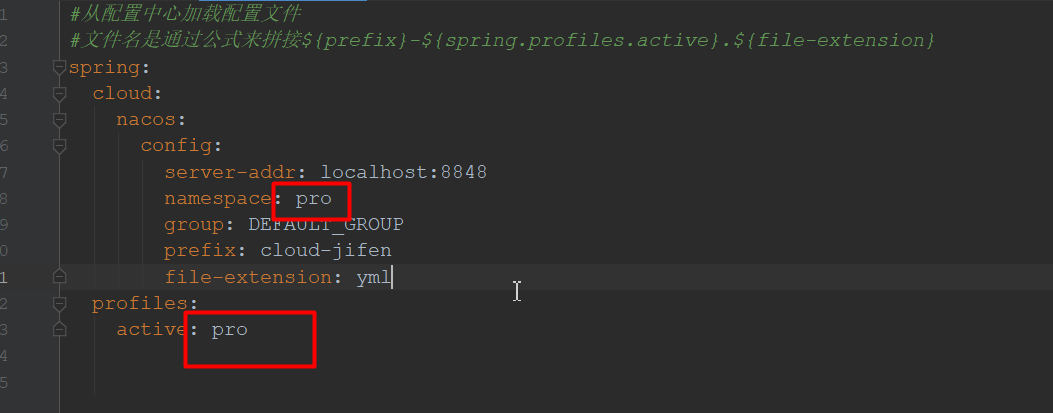 1 #从配置中心加载配置文件
2 #文件名是通过公式来拼接${prefix}-${spring.profiles.active}.${file-extension}
3 spring:
4 cloud:
5 nacos:
6 config:
7 server-addr: localhost:8848
8 namespace: pro
9 group: DEFAULT_GROUP
0 prefix: cloud-jifen
1 file-extension: yml
2 profiles:
3 active: pro
4
5